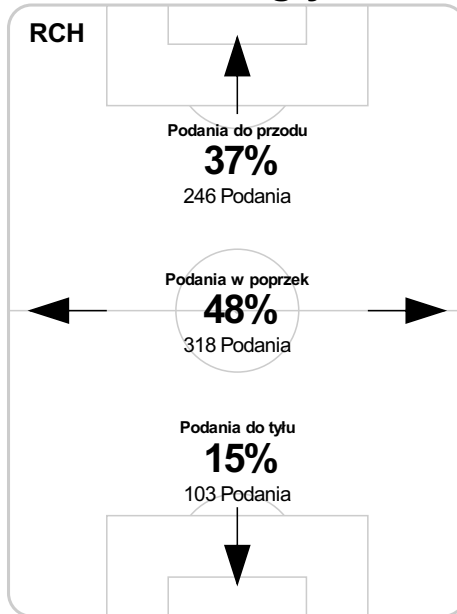 RCH
Podania do przodu
37%
246 Podania
Podania w poprzek
48%
318 Podania
Podania do tyłu
15%
103 Podania